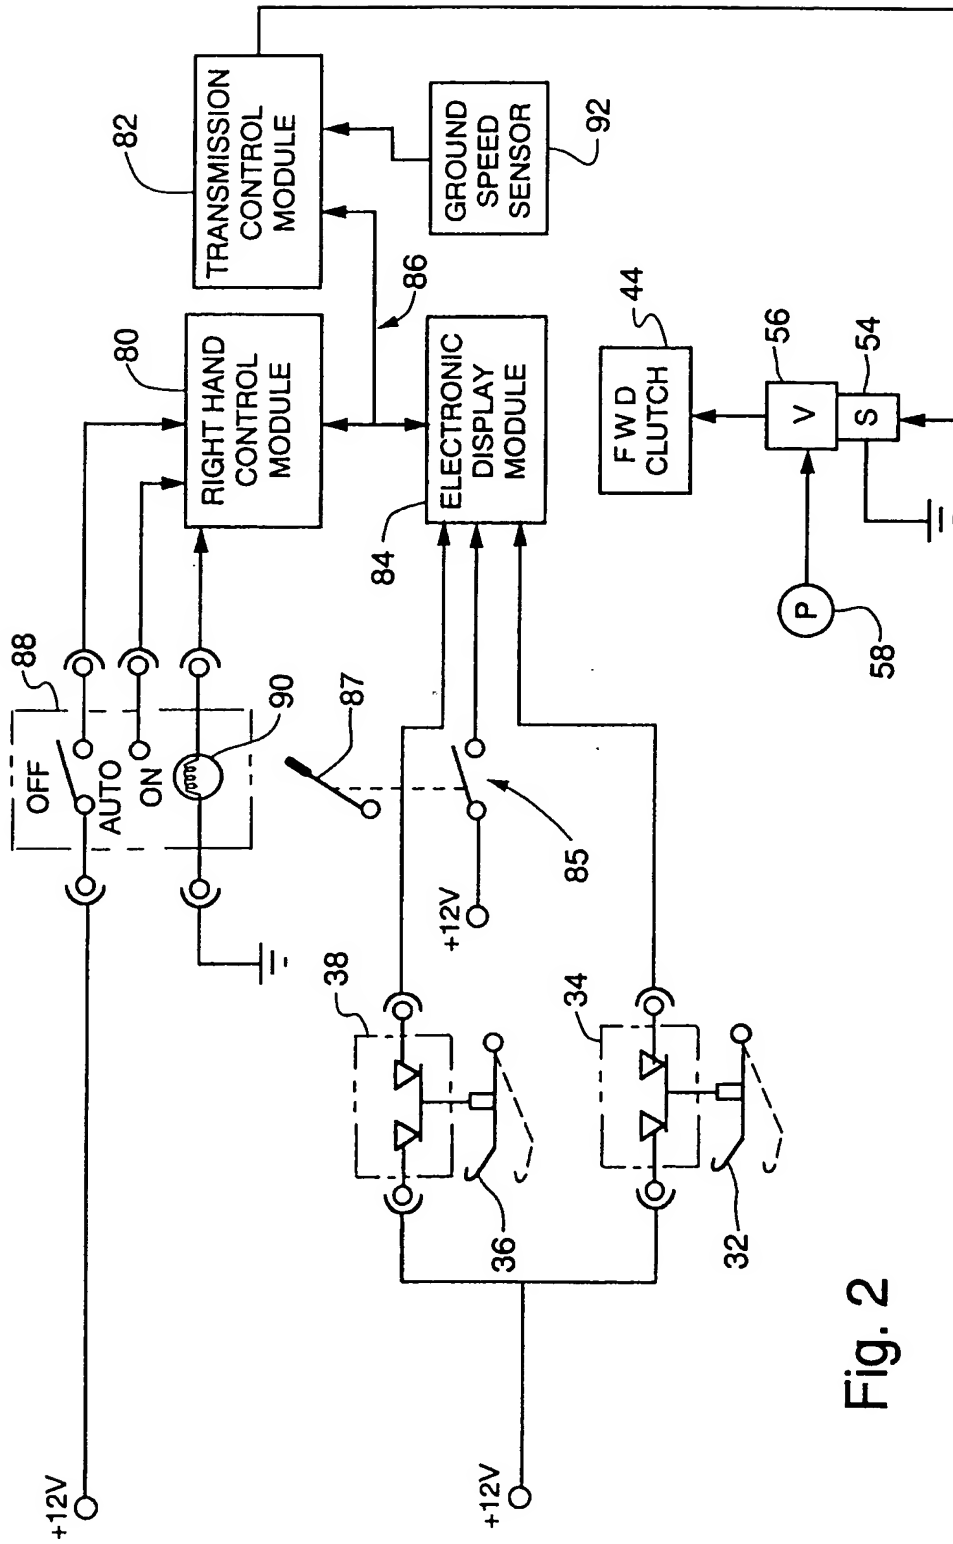 +12V
88
OFF
AUTO
ON
90
80
RIGHT HAND
CONTROL
MODULE
82
TRANSMISSION
CONTROL
MODULE
86
GROUND
SPEED
SENSOR
92
84
ELECTRONIC
DISPLAY
MODULE
87
85
+12V
38
36
34
32
+12V
44
FWD
CLUTCH
56
V
54
S
P
58
Fig. 2